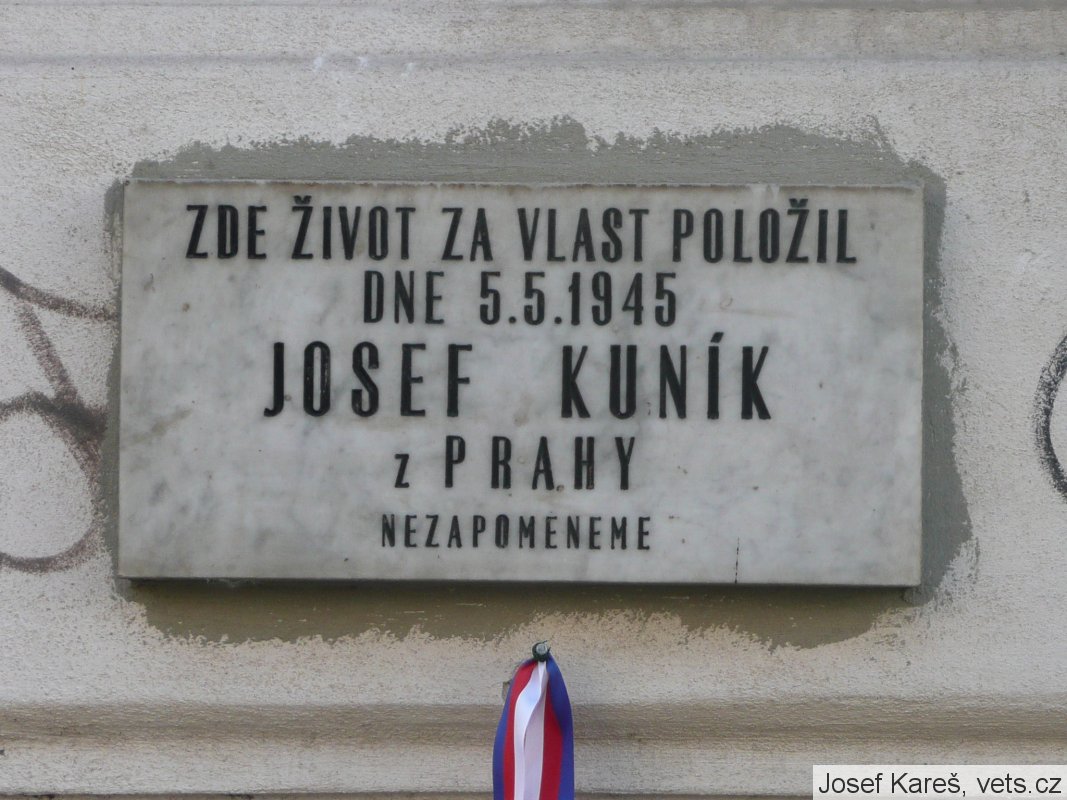 ZDE ŽIVOT ZA VLAST POLOŽIL
DNE 5.5.1945
JOSEF KUNÍK
z PRAHY
NEZAPOMENEME
Josef Kareš, vets.cz